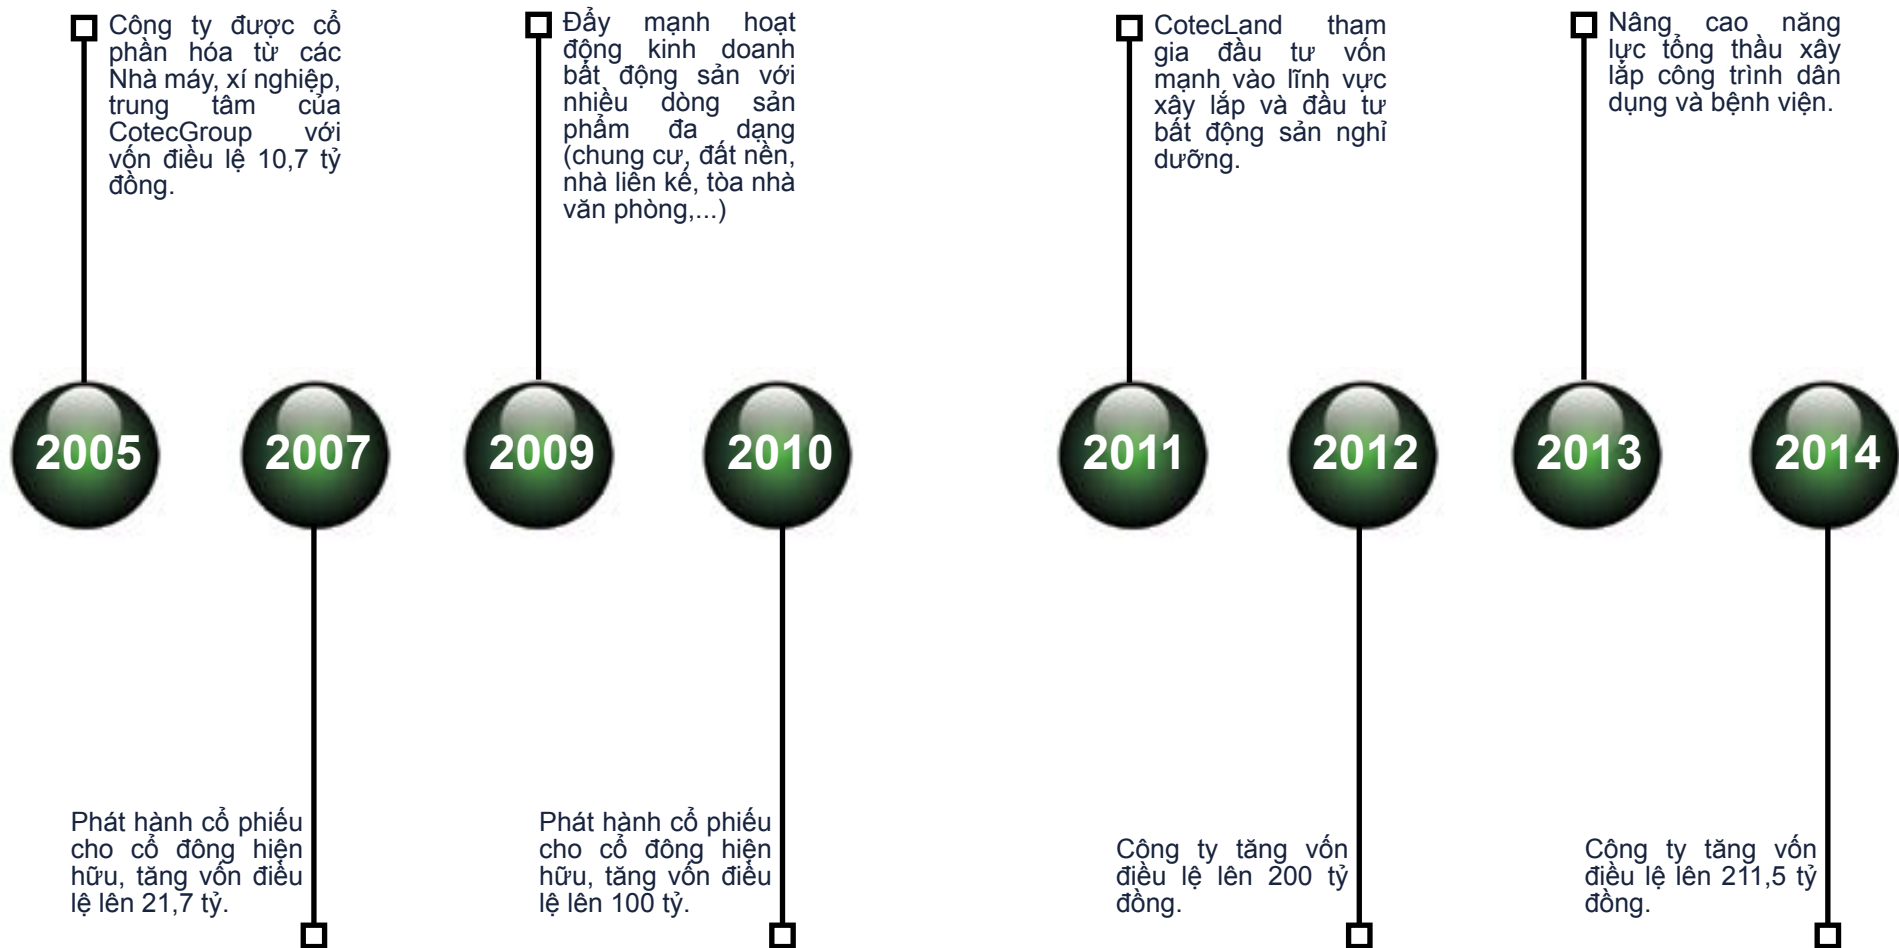 Công ty được cổ
phần hóa từ các
Nhà máy, xí nghiệp,
trung tâm của
CotecGroup với
vốn điều lệ 10,7 tỷ
đồng.
Đẩy mạnh hoạt
động kinh doanh
bất động sản với
nhiều dòng sản
phẩm đa dạng
(chung cư, đất nền,
nhà liên kế, tòa nhà
văn phòng,...)
CotecLand tham
gia đầu tư vốn
mạnh vào lĩnh vực
xây lắp và đầu tư
bất động sản nghỉ
dưỡng.
Nâng cao năng
lực tổng thầu xây
lắp công trình dân
dụng và bệnh viện.
2005
2007
2009
2010
2011
2012
2013
2014
Phát hành cổ phiếu
cho cổ đông hiện
hữu, tăng vốn điều
lệ lên 21,7 tỷ.
Phát hành cổ phiếu
cho cổ đông hiện
hữu, tăng vốn điều
lệ lên 100 tỷ.
Công ty tăng vốn
điều lệ lên 200 tỷ
đồng.
Công ty tăng vốn
điều lệ lên 211,5 tỷ
đồng.